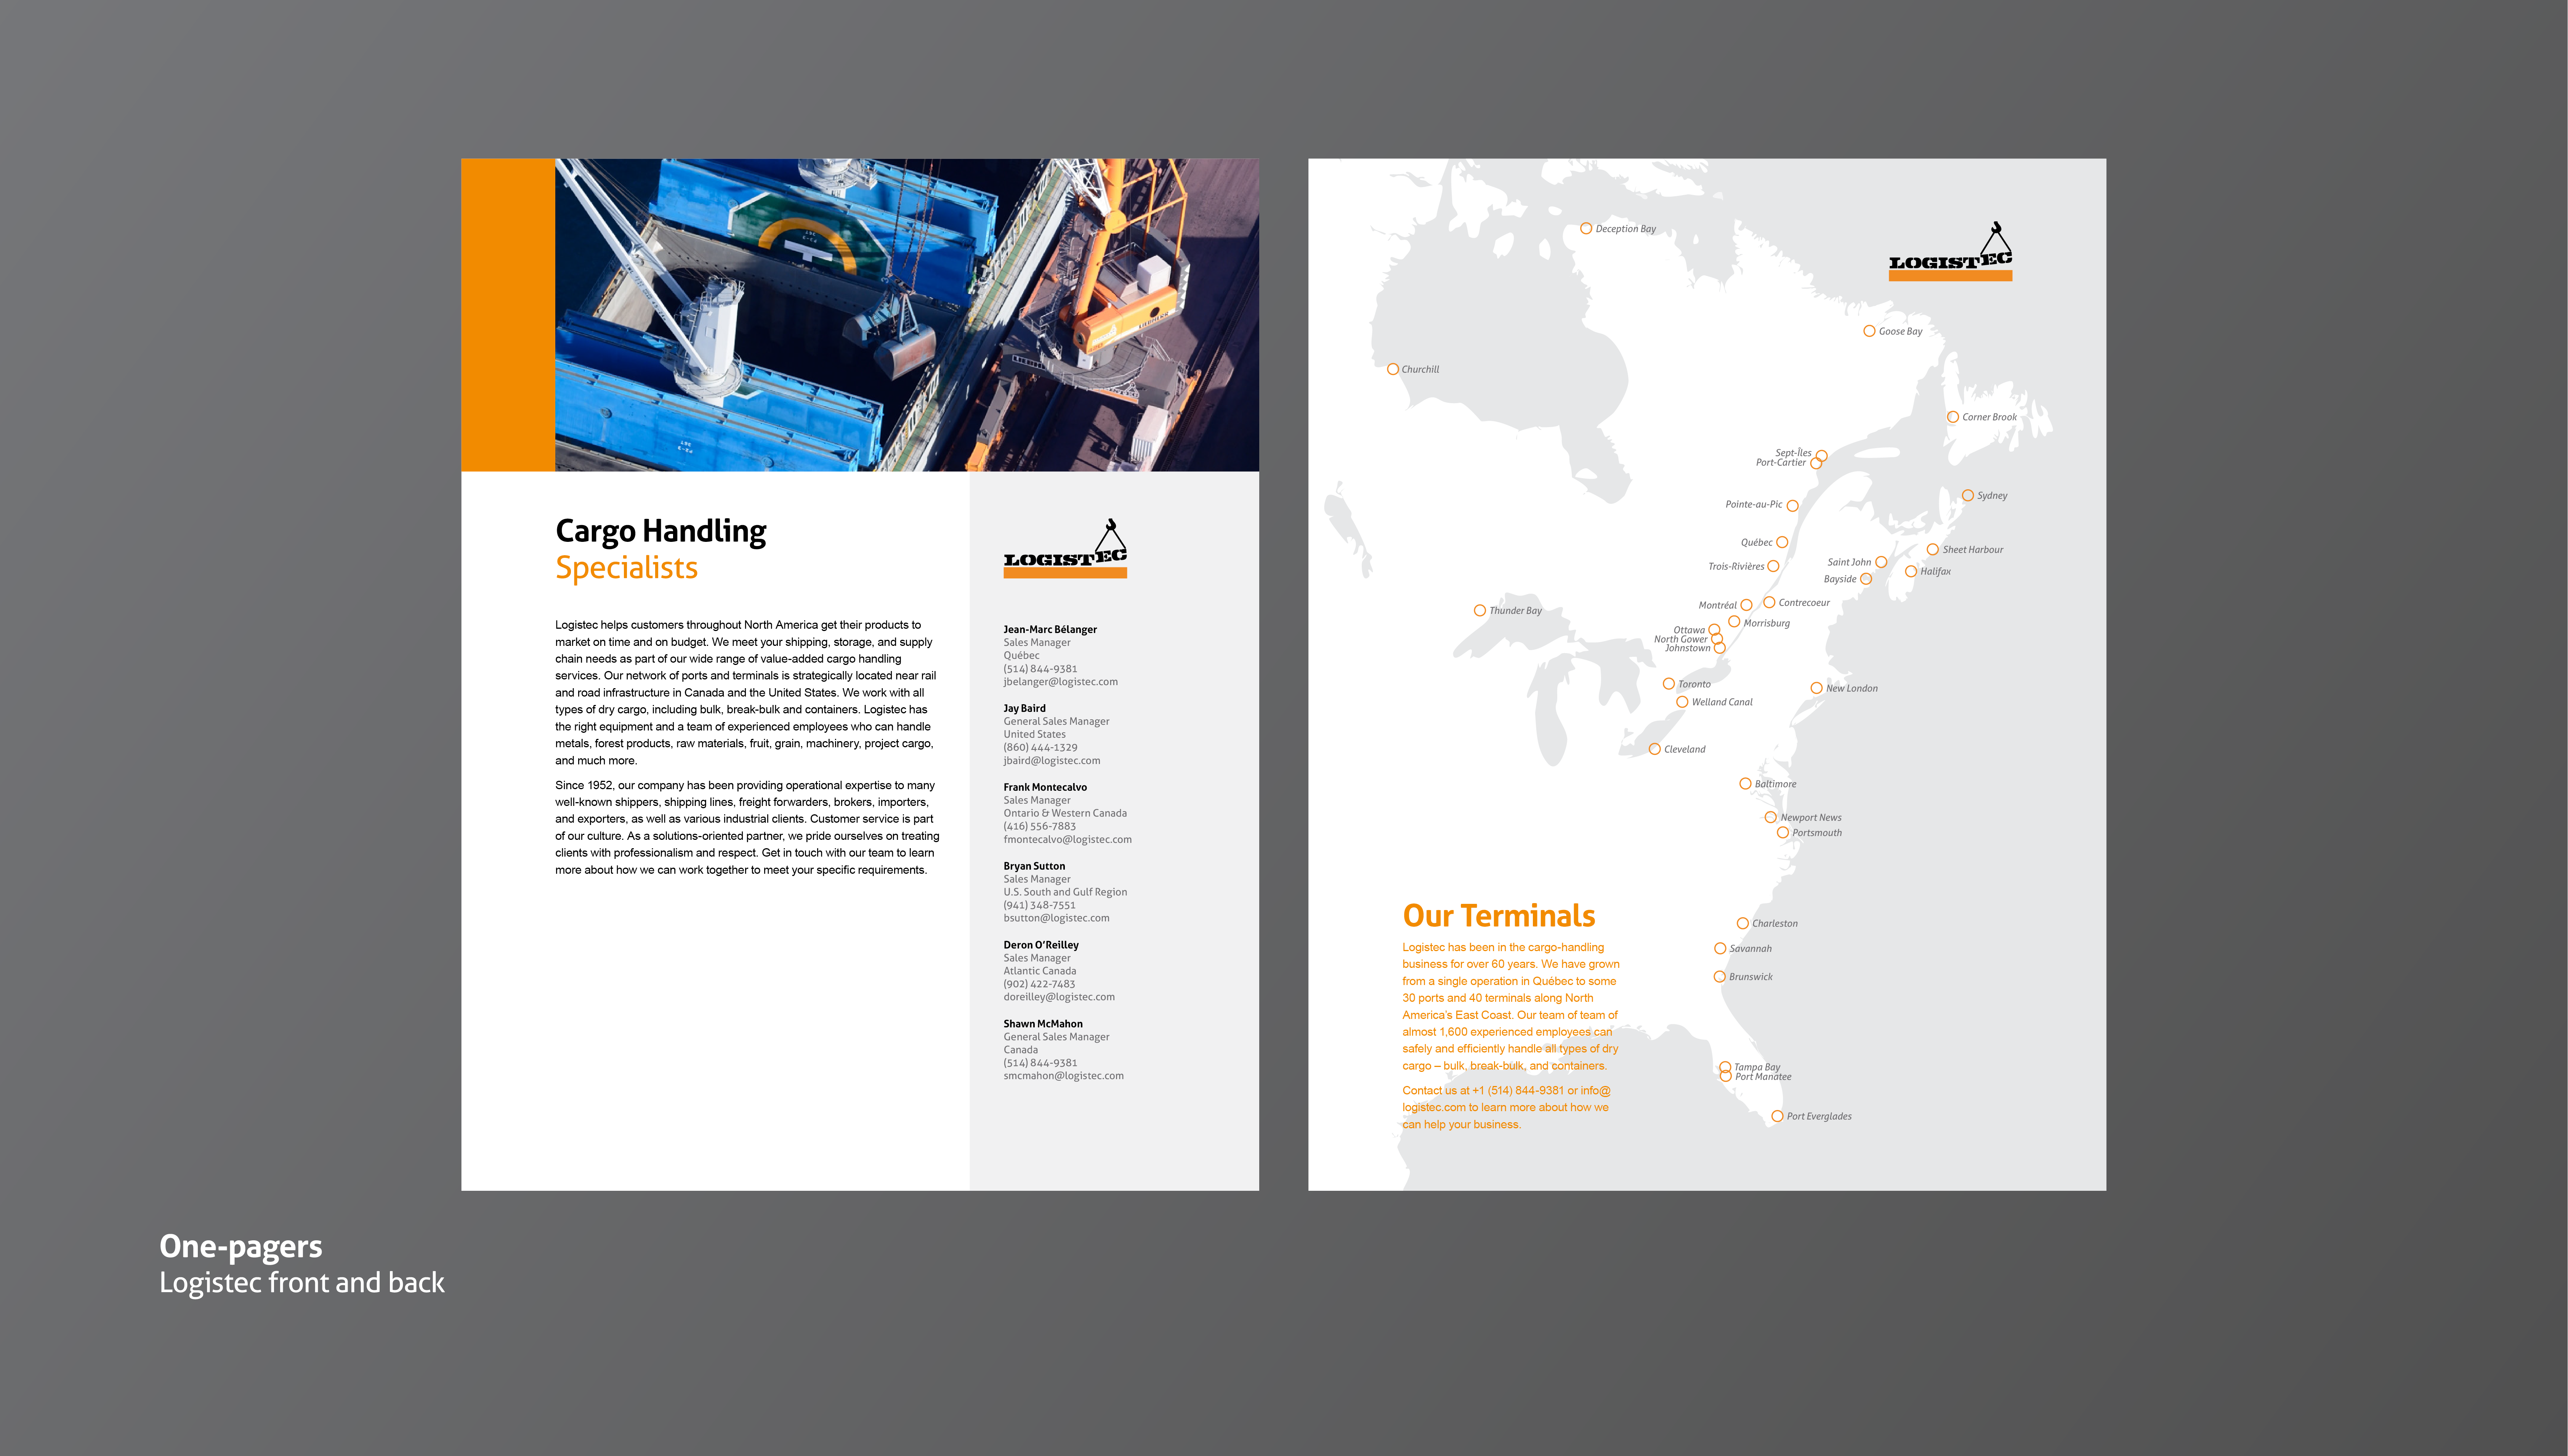 Cargo Handling
Specialists
Logistec helps customers throughout North America get their products to
market on time and on budget. We meet your shipping, storage, and supply
chain needs as part of our wide range of value-added cargo handling
services. Our network of ports and terminals is strategically located near rail
and road infrastructure in Canada and the United States. We work with all
types of dry cargo, including bulk, break-bulk and containers. Logistec has
the right equipment and a team of experienced employees who can handle
metals, forest products, raw materials, fruit, grain, machinery, project cargo,
and much more.
Since 1952, our company has been providing operational expertise to many
well-known shippers, shipping lines, freight forwarders, brokers, importers,
and exporters, as well as various industrial clients. Customer service is part
of our culture. As a solutions-oriented partner, we pride ourselves on treating
clients with professionalism and respect. Get in touch with our team to learn
more about how we can work together to meet your specific requirements.
LOGISTEC
Jean-Marc Bélanger
Sales Manager
Québec
(514) 844-9381
jbelanger@logistec.com
Jay Baird
General Sales Manager
United States
(860) 444-1329
jbaird@logistec.com
Frank Montecalvo
Sales Manager
Ontario & Western Canada
(416) 556-7883
fmontecalvo@logistec.com
Bryan Sutton
Sales Manager
U.S. South and Gulf Region
(941) 348-7551
bsutton@logistec.com
Deron O'Reilley
Sales Manager
Atlantic Canada
(902) 422-7483
doreilley@logistec.com
Shawn McMahon
General Sales Manager
Canada
(514) 844-9381
smcmahon@logistec.com
LOGISTEC
Deception Bay
Goose Bay
Churchill
Corner Brook
Sept-Îles
Port-Cartier
Sydney
Pointe-au-Pic
Québec
Sheet Harbour
Saint John
Trois-Rivières
Halifax
Bayside
Montréal
Contrecoeur
Thunder Bay
Morrisburg
Ottawa
North Gower
Johnstown
Toronto
New London
Welland Canal
Cleveland
Baltimore
Newport News
Portsmouth
Charleston
Savannah
Brunswick
Tampa Bay
Port Manatee
Port Everglades
Our Terminals
Logistec has been in the cargo-handling
business for over 60 years. We have grown
from a single operation in Québec to some
30 ports and 40 terminals along North
America's East Coast. Our team of team of
almost 1,600 experienced employees can
safely and efficiently handle all types of dry
cargo – bulk, break-bulk, and containers.
Contact us at +1 (514) 844-9381 or info@
logistec.com to learn more about how we
can help your business.
One-pagers
Logistec front and back